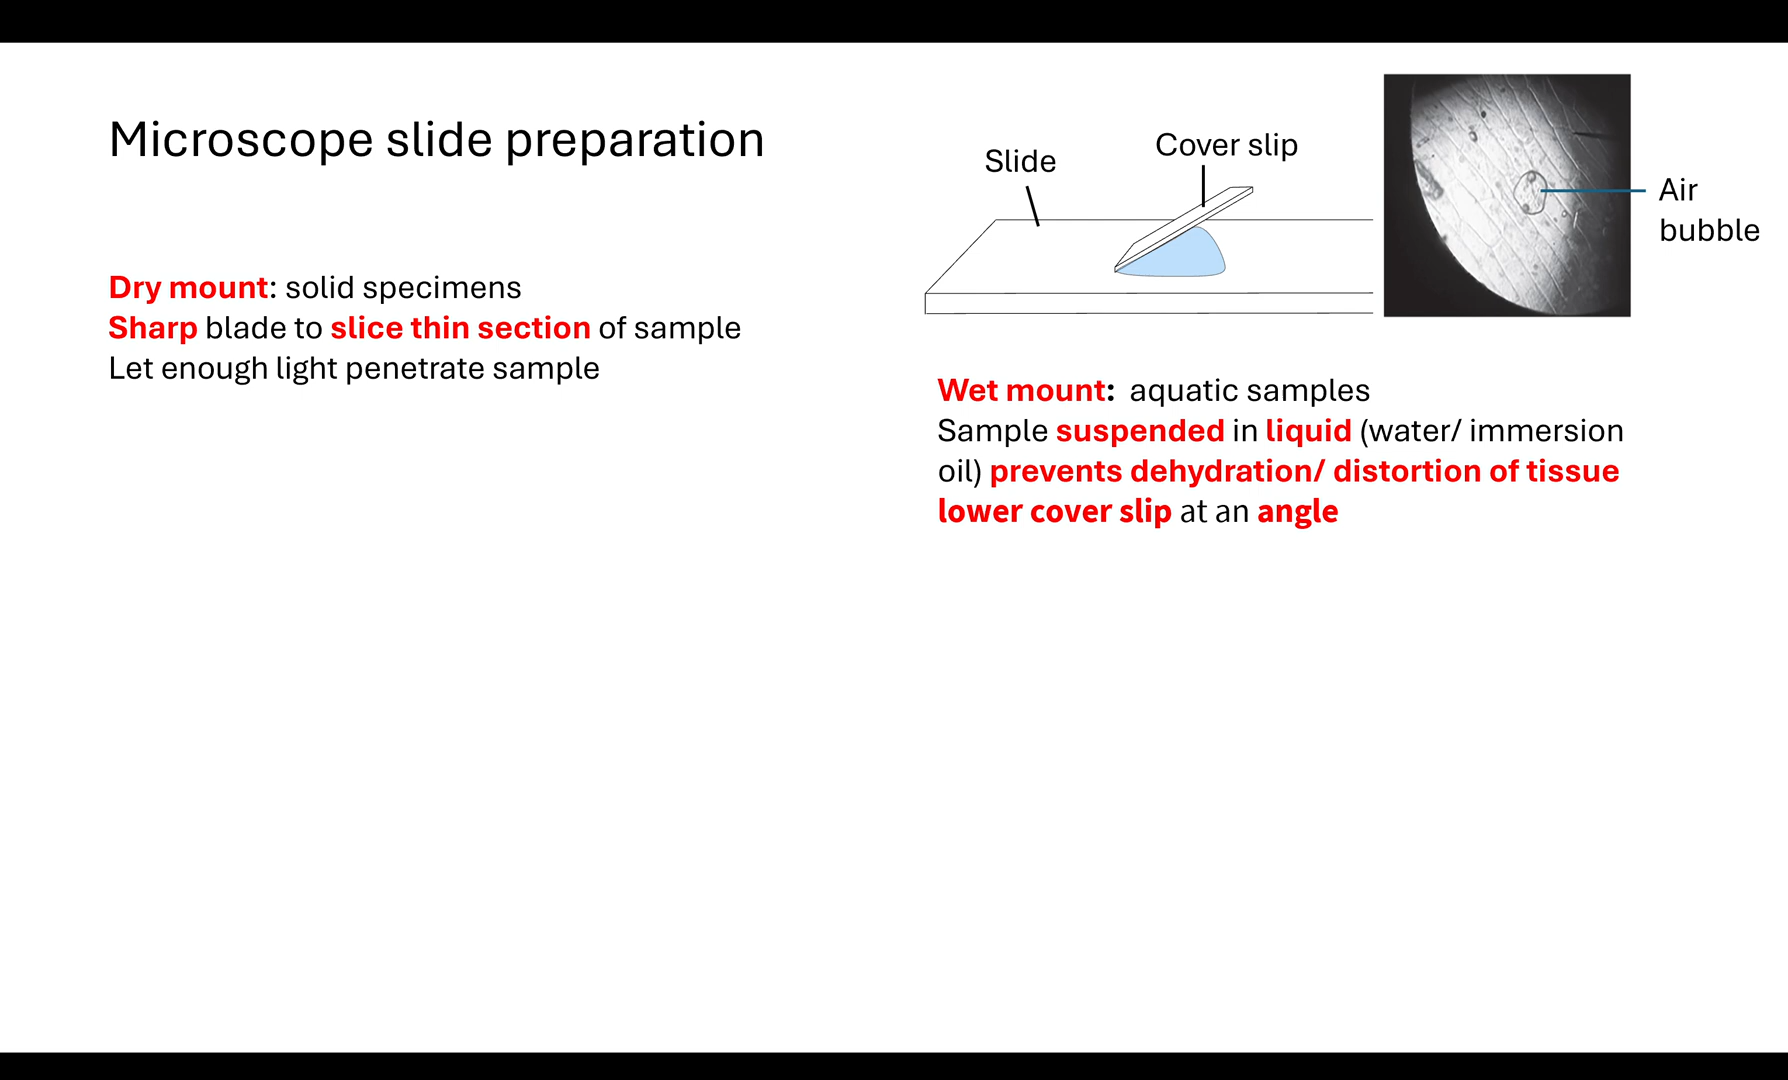 Microscope slide preparation
Dry mount: solid specimens
Sharp blade to slice thin section of sample
Let enough light penetrate sample
Slide
Cover slip
Air
bubble
Wet mount:  aquatic samples
Sample suspended in liquid (water/ immersion
oil) prevents dehydration/ distortion of tissue
lower cover slip at an angle